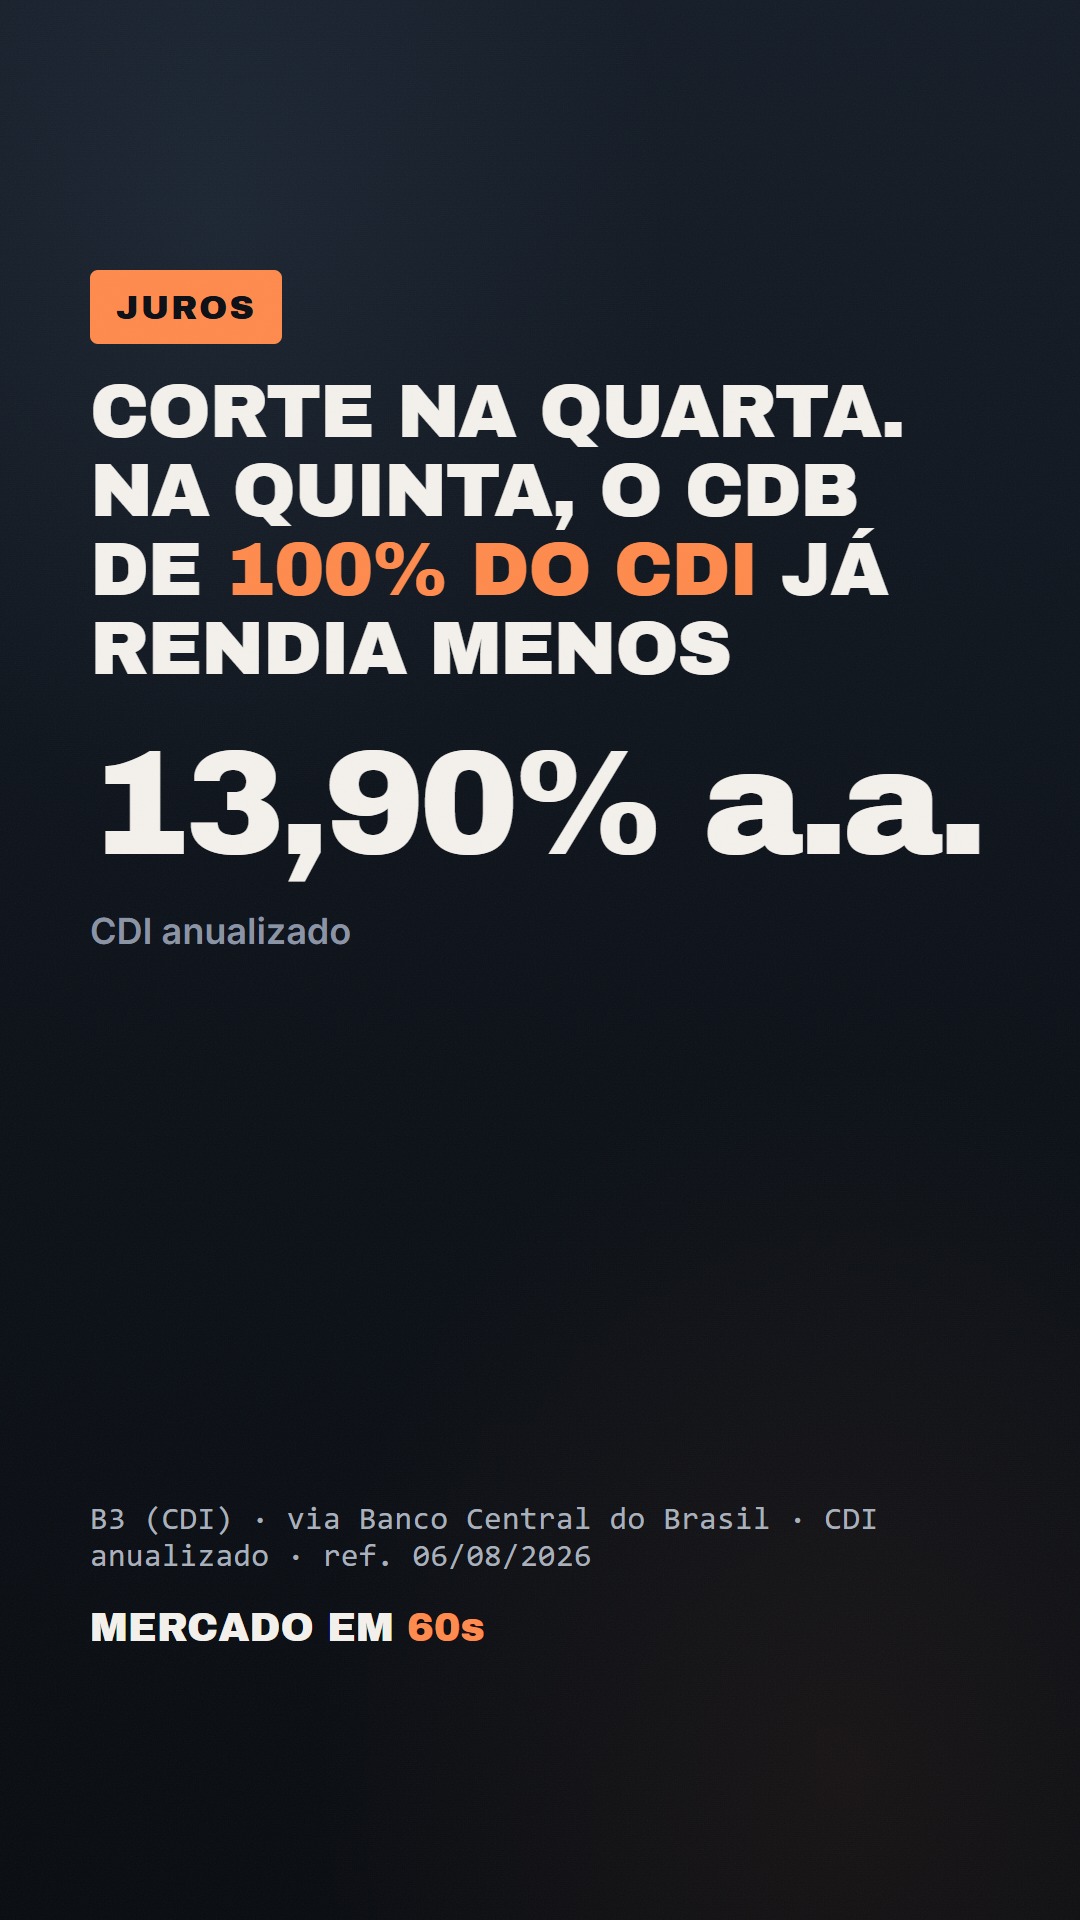 JUROS
CORTE NA QUARTA.
NA QUINTA, O CDB
DE 100% DO CDI JÁ
RENDIA MENOS
13,90% a.a.
CDI anualizado
B3 (CDI) · via Banco Central do Brasil · CDI
anualizado · ref. 06/08/2026
MERCADO EM 60s